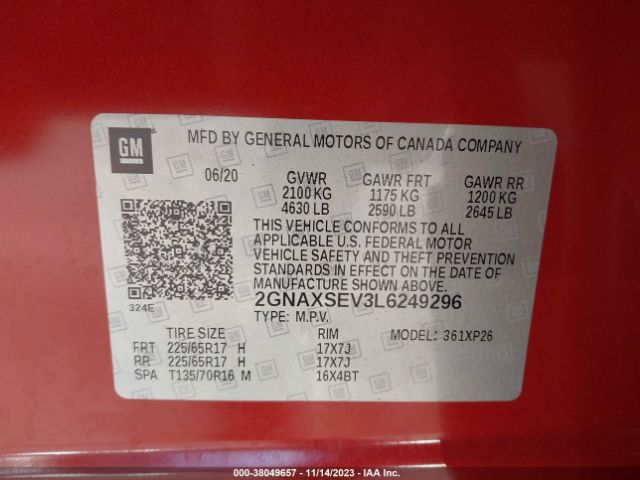 GM
MFD BY GENERAL MOTORS OF CANADA COMPANY
06/20 GVWR GAWR FRT GAWR RR
2100 KG 1175 KG 1200 KG
4630 LB 2590 LB 2645 LB
THIS VEHICLE CONFORMS TO ALL
APPLICABLE U.S. FEDERAL MOTOR
VEHICLE SAFETY AND THEFT PREVENTION
STANDARDS IN EFFECT ON THE DATE OF
MANUFACTURE SHOWN ABOVE.
2GNAXSEV3L6249296
324E TYPE: M.P.V.
TIRE SIZE RIM MODEL: 361XP26
FRT 225/65R17 H 17X7J
RR 225/65R17 H 17X7J
SPA T135/70R16 M 16X4BT
000-38049657 - 11/14/2023 - IAA Inc.